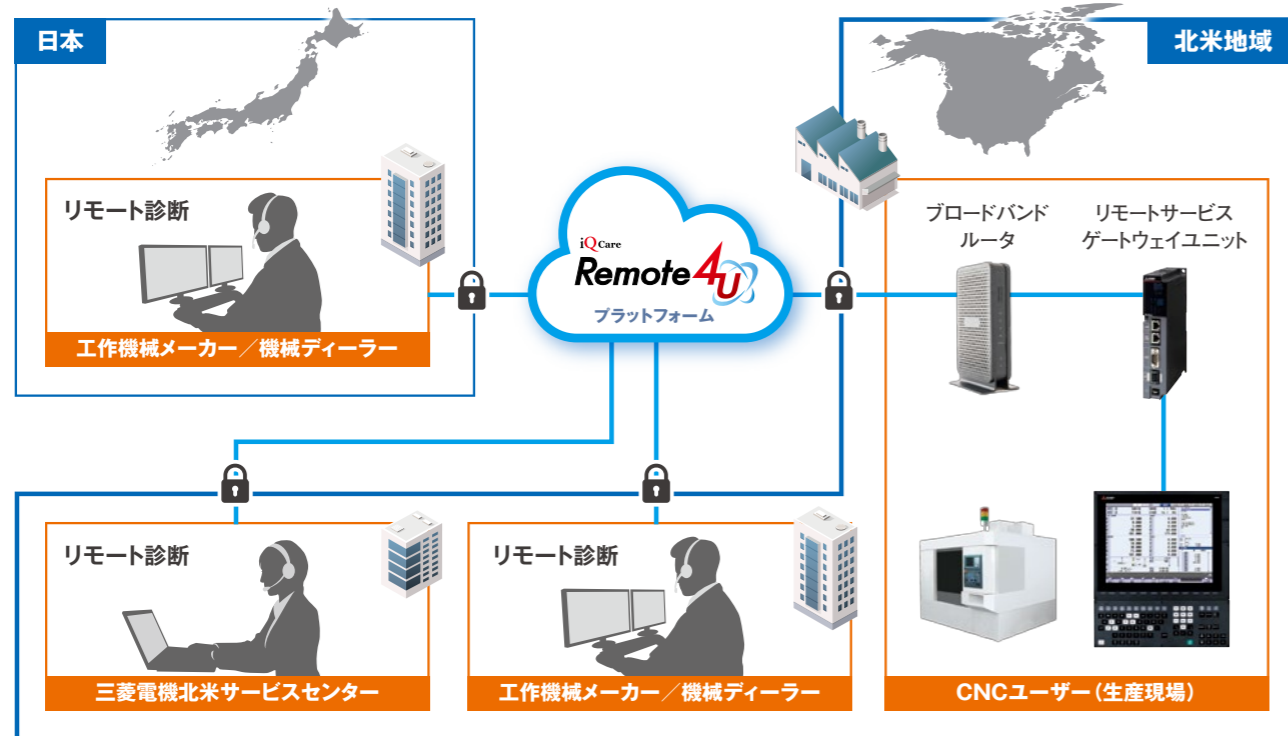 日本
北米地域
リモート診断
工作機械メーカー／機械ディーラー
iQ Care
Remote4U
プラットフォーム
ブロードバンド
ルータ
リモートサービス
ゲートウェイユニット
リモート診断
三菱電機北米サービスセンター
リモート診断
工作機械メーカー／機械ディーラー
CNCユーザー（生産現場）